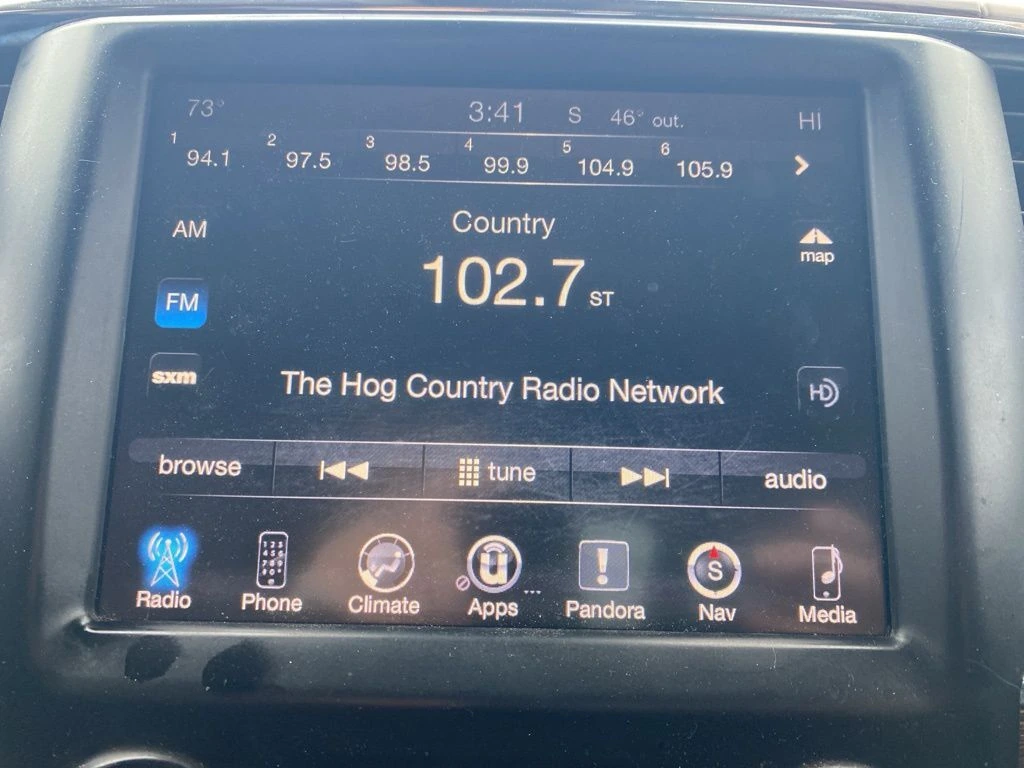 73° 3:41 S 46° out. HI
1 94.1 2 97.5 3 98.5 4 99.9 5 104.9 6 105.9
AM
Country
map
FM
102.7 ST
sxm
The Hog Country Radio Network
HD
browse tune audio
S
Radio Phone Climate Apps Pandora Nav Media